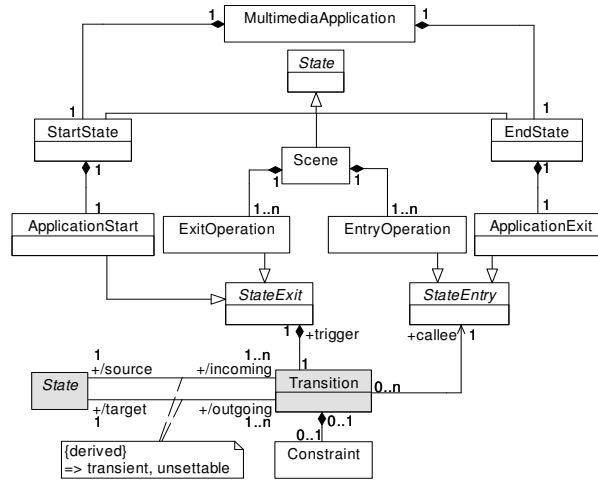 MultimediaApplication
1
1
State
1
1
StartState
EndState
1
1
Scene
1
1
1
1
1..n
1..n
ApplicationStart
ExitOperation
EntryOperation
ApplicationExit
StateExit
StateEntry
1
+trigger
+callee
1
1
+/source
1..n
+/incoming
1
State
Transition
0..n
+/target
1
+/outgoing
1..n
0..1
0..1
{derived}
=> transient, unsettable
Constraint